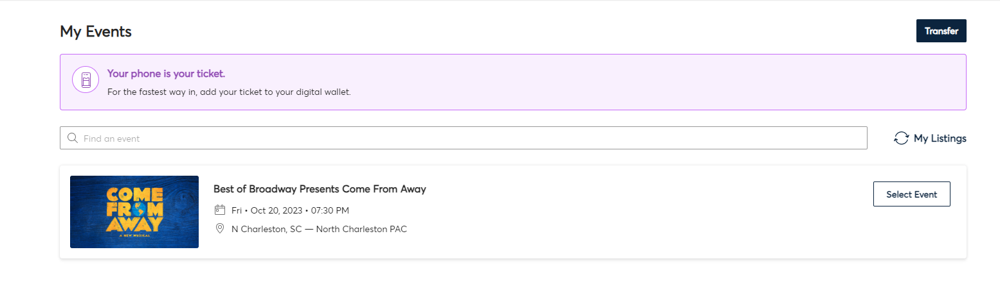 My Events
Transfer
Your phone is your ticket.
For the fastest way in, add your ticket to your digital wallet.
Find an event
My Listings
COME
FROM
AWAY
A NEW MUSICAL
Best of Broadway Presents Come From Away
Fri • Oct 20, 2023 • 07:30 PM
N Charleston, SC — North Charleston PAC
Select Event